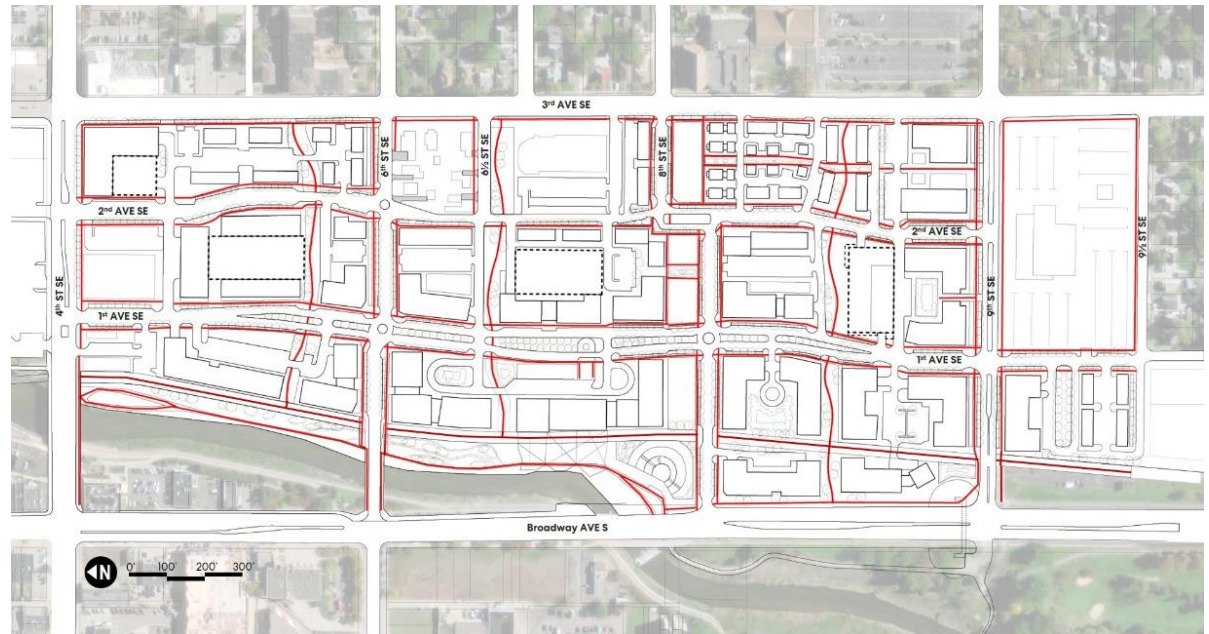 3rd AVE SE
6th ST SE
6½ ST SE
8th ST SE
2nd AVE SE
2nd AVE SE
9½ ST SE
4th ST SE
9th ST SE
1st AVE SE
1st AVE SE
Broadway AVE S
N
0' 100' 200' 300'